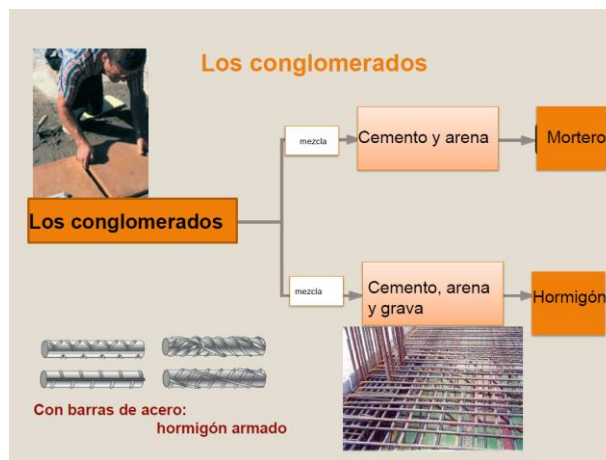 Los conglomerados
mezcla
Cemento y arena
Mortero
Los conglomerados
mezcla
Cemento, arena
y grava
Hormigón
Con barras de acero:
hormigón armado